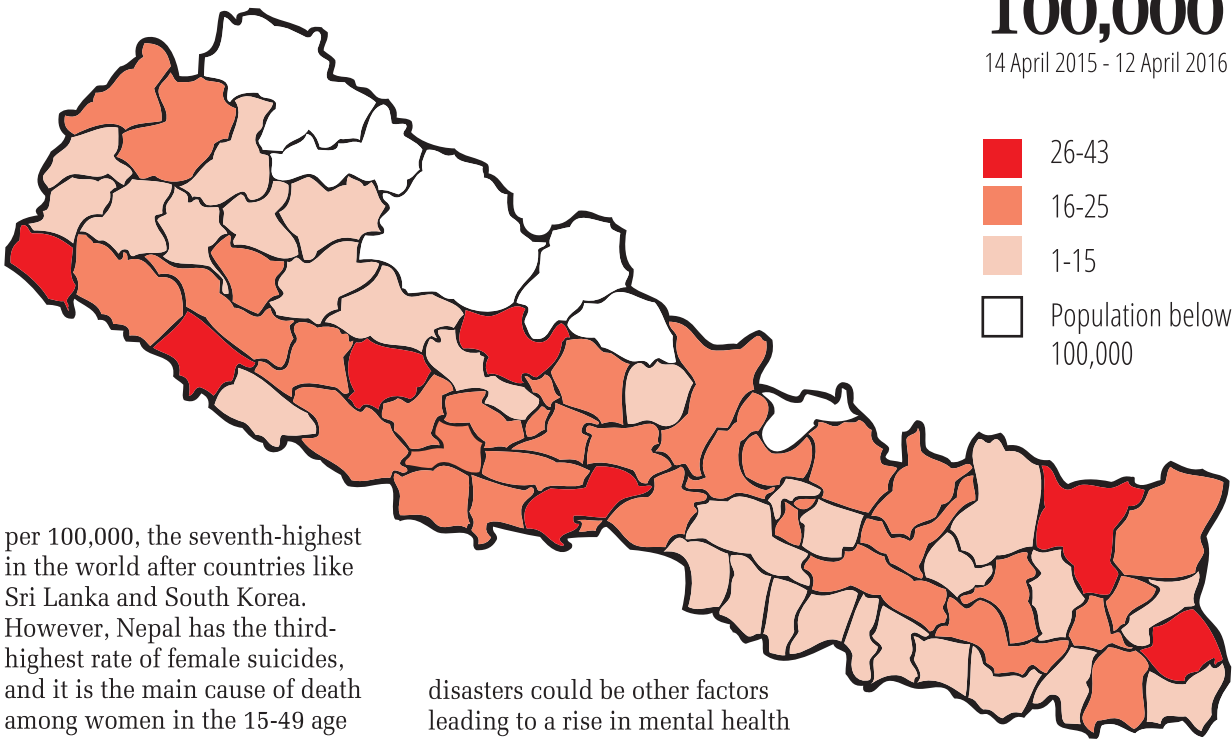 100,000
14 April 2015 - 12 April 2016
26-43
16-25
1-15
Population below
100,000
per 100,000, the seventh-highest
in the world after countries like
Sri Lanka and South Korea.
However, Nepal has the third-
highest rate of female suicides,
and it is the main cause of death
among women in the 15-49 age
disasters could be other factors
leading to a rise in mental health